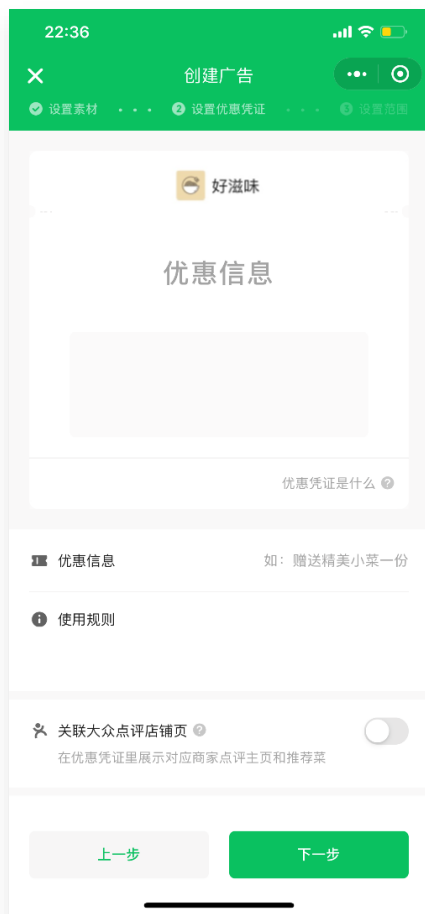 22:36
创建广告
设置素材 2 设置优惠凭证 3 设置范围
好滋味
优惠信息
优惠凭证是什么 ?
优惠信息 如：赠送精美小菜一份
使用规则
关联大众点评店铺页 ?
在优惠凭证里展示对应商家点评主页和推荐菜
上一步 下一步